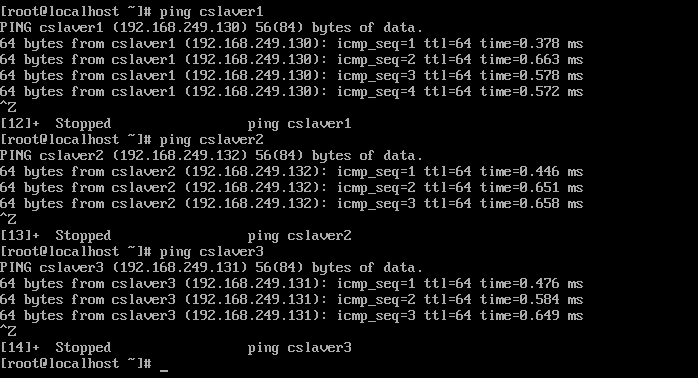 [root@localhost ~]# ping cslaver1
PING cslaver1 (192.168.249.130) 56(84) bytes of data.
64 bytes from cslaver1 (192.168.249.130): icmp_seq=1 ttl=64 time=0.378 ms
64 bytes from cslaver1 (192.168.249.130): icmp_seq=2 ttl=64 time=0.663 ms
64 bytes from cslaver1 (192.168.249.130): icmp_seq=3 ttl=64 time=0.578 ms
64 bytes from cslaver1 (192.168.249.130): icmp_seq=4 ttl=64 time=0.572 ms
^Z
[12]+  Stopped                 ping cslaver1
[root@localhost ~]# ping cslaver2
PING cslaver2 (192.168.249.132) 56(84) bytes of data.
64 bytes from cslaver2 (192.168.249.132): icmp_seq=1 ttl=64 time=0.446 ms
64 bytes from cslaver2 (192.168.249.132): icmp_seq=2 ttl=64 time=0.651 ms
64 bytes from cslaver2 (192.168.249.132): icmp_seq=3 ttl=64 time=0.658 ms
^Z
[13]+  Stopped                 ping cslaver2
[root@localhost ~]# ping cslaver3
PING cslaver3 (192.168.249.131) 56(84) bytes of data.
64 bytes from cslaver3 (192.168.249.131): icmp_seq=1 ttl=64 time=0.476 ms
64 bytes from cslaver3 (192.168.249.131): icmp_seq=2 ttl=64 time=0.584 ms
64 bytes from cslaver3 (192.168.249.131): icmp_seq=3 ttl=64 time=0.649 ms
^Z
[14]+  Stopped                 ping cslaver3
[root@localhost ~]# _